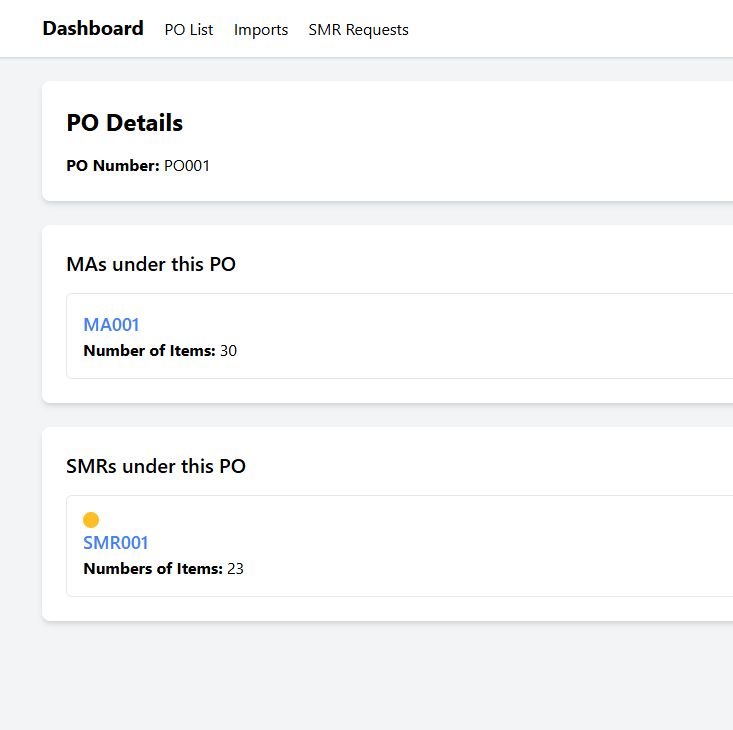 Dashboard PO List Imports SMR Requests
PO Details
PO Number: PO001
MAs under this PO
MA001
Number of Items: 30
SMRs under this PO
SMR001
Numbers of Items: 23